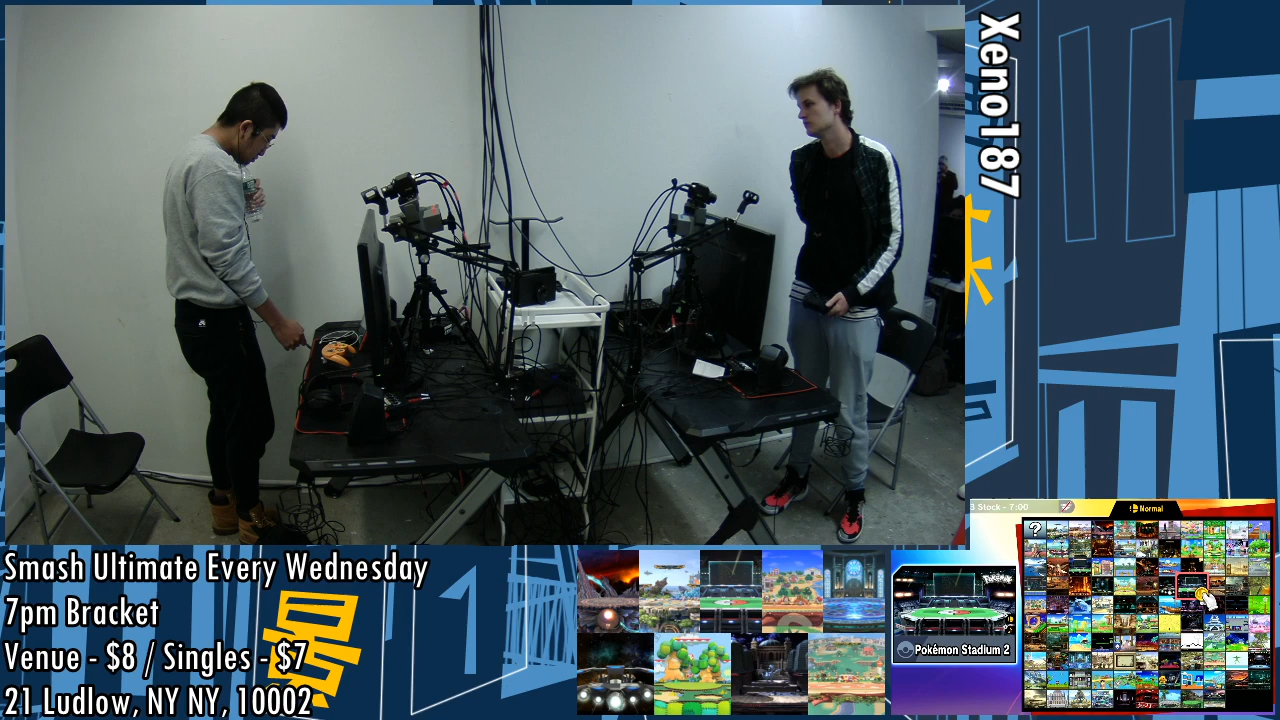 Xeno187
3 Stock - 7:00
Normal
Pokémon
Pokémon Stadium 2
Smash Ultimate Every Wednesday
7pm Bracket
Venue - $8 / Singles - $7
21 Ludlow, NY NY, 10002